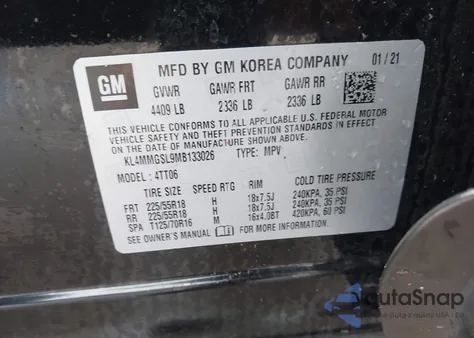 GM
MFD BY GM KOREA COMPANY 01/21
GVWR GAWR FRT GAWR RR
4409 LB 2336 LB 2336 LB
THIS VEHICLE CONFORMS TO ALL APPLICABLE U.S. FEDERAL MOTOR
VEHICLE SAFETY, BUMPER, AND THEFT PREVENTION STANDARDS IN EFFECT
ON THE DATE OF MANUFACTURE SHOWN ABOVE.
KL4MMGSL9MB133026 TYPE: MPV
MODEL: 4TT06
TIRE SIZE SPEED RTG RIM COLD TIRE PRESSURE
FRT 225/55R18 H 18x7.5J 240KPA, 35 PSI
RR 225/55R18 H 18x7.5J 240KPA, 35 PSI
SPA T125/70R16 M 16x4.0BT 420KPA, 60 PSI
SEE OWNER'S MANUAL FOR MORE INFORMATION